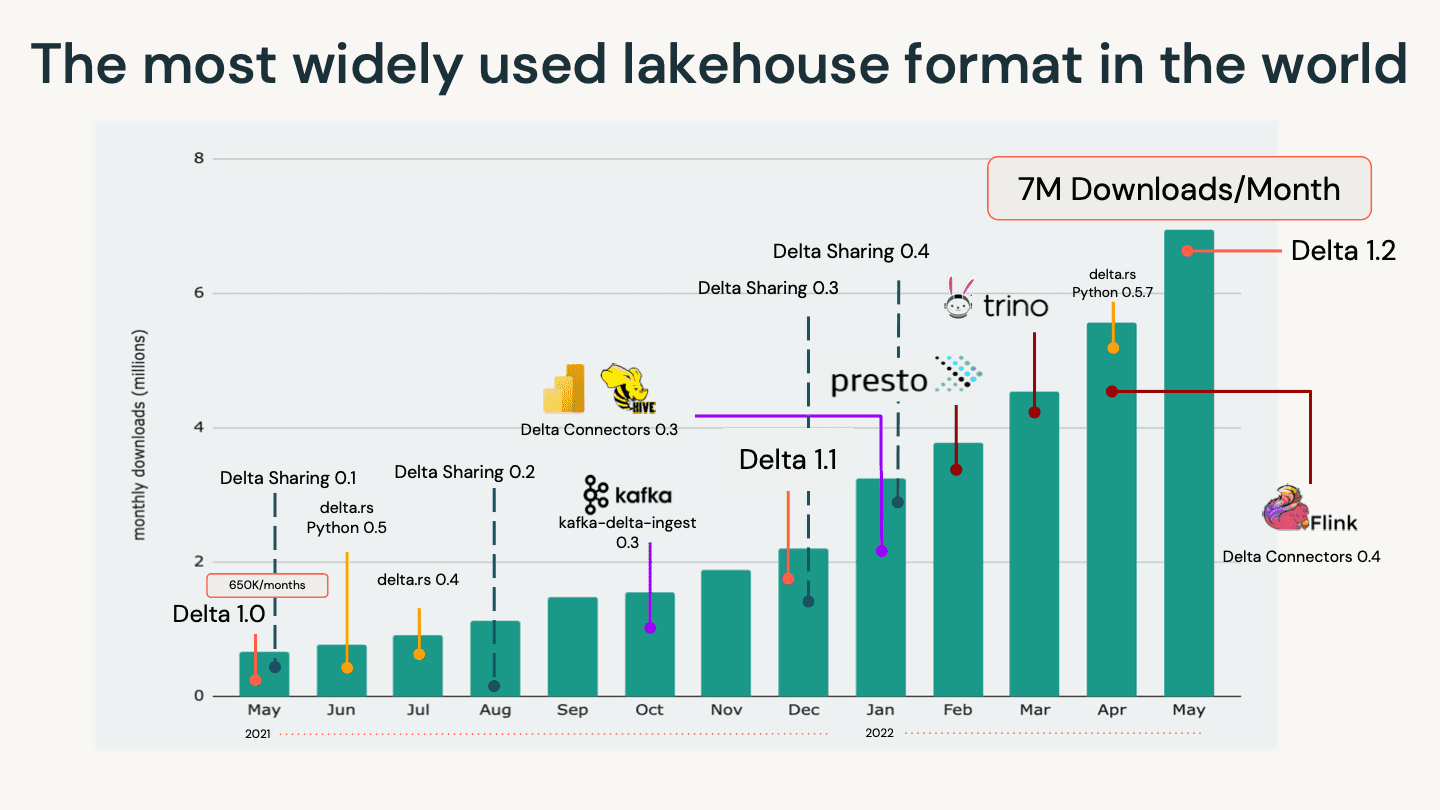 The most widely used lakehouse format in the world
8
7M Downloads/Month
Delta Sharing 0.4
Delta 1.2
delta.rs
Python 0.5.7
Delta Sharing 0.3
6
trino
monthly downloads (millions)
presto
HIVE
Delta Connectors 0.3
4
Delta 1.1
Delta Sharing 0.1
Delta Sharing 0.2
delta.rs
Python 0.5
kafka
kafka-delta-ingest
0.3
Flink
Delta Connectors 0.4
2
delta.rs 0.4
650K/months
Delta 1.0
0
May Jun Jul Aug Sep Oct Nov Dec Jan Feb Mar Apr May
2021 2022